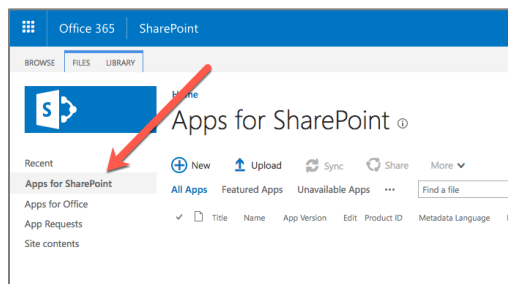 Office 365 SharePoint
BROWSE FILES LIBRARY
S
Home
Apps for SharePoint
Recent
Apps for SharePoint
Apps for Office
App Requests
Site contents
New Upload Sync Share More
All Apps Featured Apps Unavailable Apps ••• Find a file
Title Name App Version Edit Product ID Metadata Language